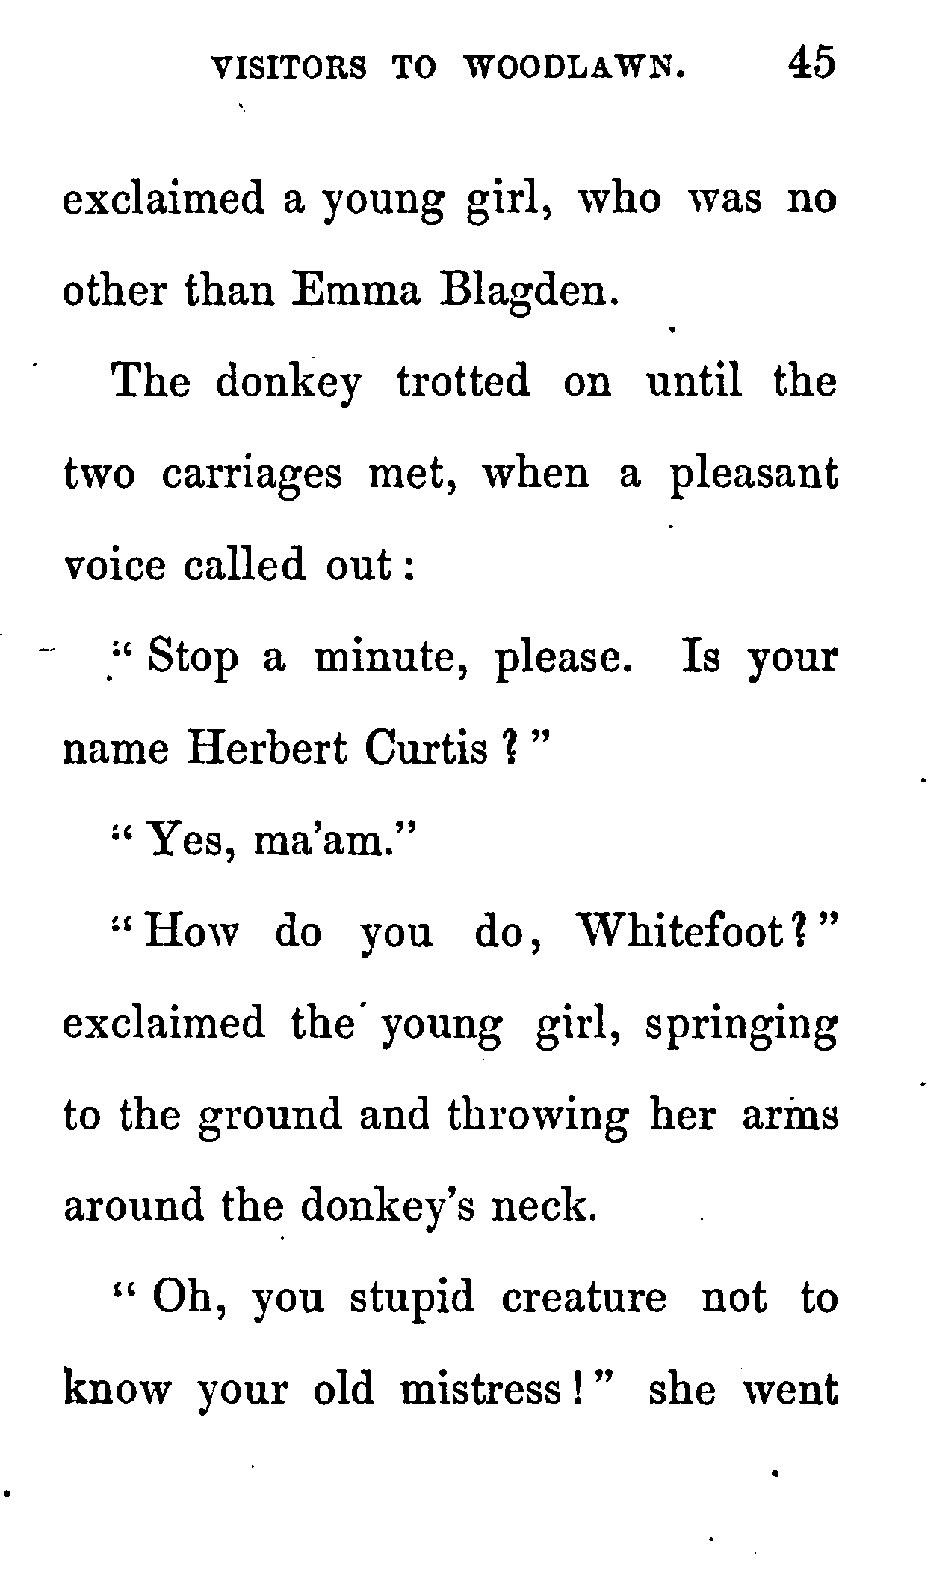 VISITORS TO WOODLAWN. 45
exclaimed a young girl, who was no
other than Emma Blagden.
The donkey trotted on until the
two carriages met, when a pleasant
voice called out :
" Stop a minute, please. Is your
name Herbert Curtis ? "
" Yes, ma'am."
" How do you do, Whitefoot ? "
exclaimed the young girl, springing
to the ground and throwing her arms
around the donkey's neck.
" Oh, you stupid creature not to
know your old mistress ! " she went